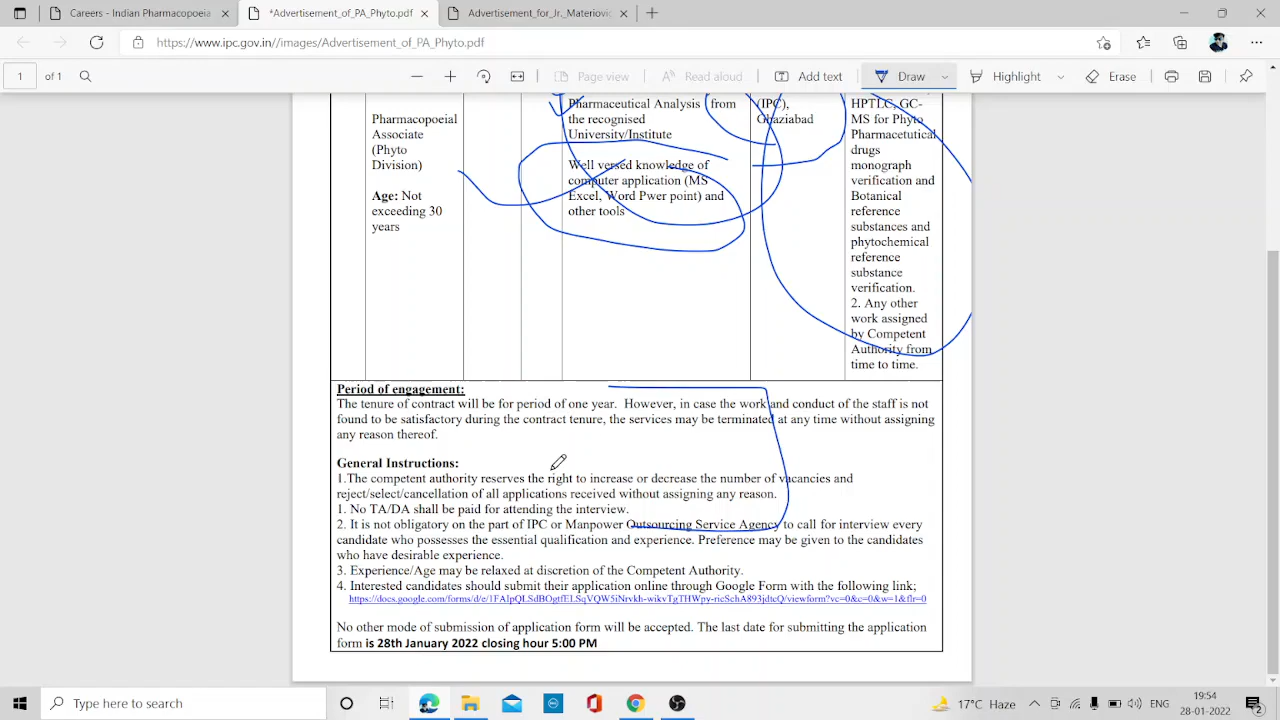 Careers - Indian Pharmacopoeia
*Advertisement_of_PA_Phyto.pdf
Advertisement_for_Jr._Materiovig
https://www.ipc.gov.in//images/Advertisement_of_PA_Phyto.pdf
1 of 1
Page view
Read aloud
Add text
Draw
Highlight
Erase
Pharmacopoeial
Associate
(Phyto
Division)
Age: Not
exceeding 30
years
Pharmaceutical Analysis from
the recognised
University/Institute
Well versed knowledge of
computer application (MS
Excel, Word Pwer point) and
other tools
(IPC),
Ghaziabad
HPTLC, GC-
MS for Phyto
Pharmacetutical
drugs
monograph
verification and
Botanical
reference
substances and
phytochemical
reference
substance
verification.
2. Any other
work assigned
by Competent
Authority from
time to time.
Period of engagement:
The tenure of contract will be for period of one year. However, in case the work and conduct of the staff is not
found to be satisfactory during the contract tenure, the services may be terminated at any time without assigning
any reason thereof.
General Instructions:
1.The competent authority reserves the right to increase or decrease the number of vacancies and
reject/select/cancellation of all applications received without assigning any reason.
1. No TA/DA shall be paid for attending the interview.
2. It is not obligatory on the part of IPC or Manpower Outsourcing Service Agency to call for interview every
candidate who possesses the essential qualification and experience. Preference may be given to the candidates
who have desirable experience.
3. Experience/Age may be relaxed at discretion of the Competent Authority.
4. Interested candidates should submit their application online through Google Form with the following link;
No other mode of submission of application form will be accepted. The last date for submitting the application
form is 28th January 2022 closing hour 5:00 PM
Type here to search
17°C Haze
ENG
19:54
28-01-2022
2